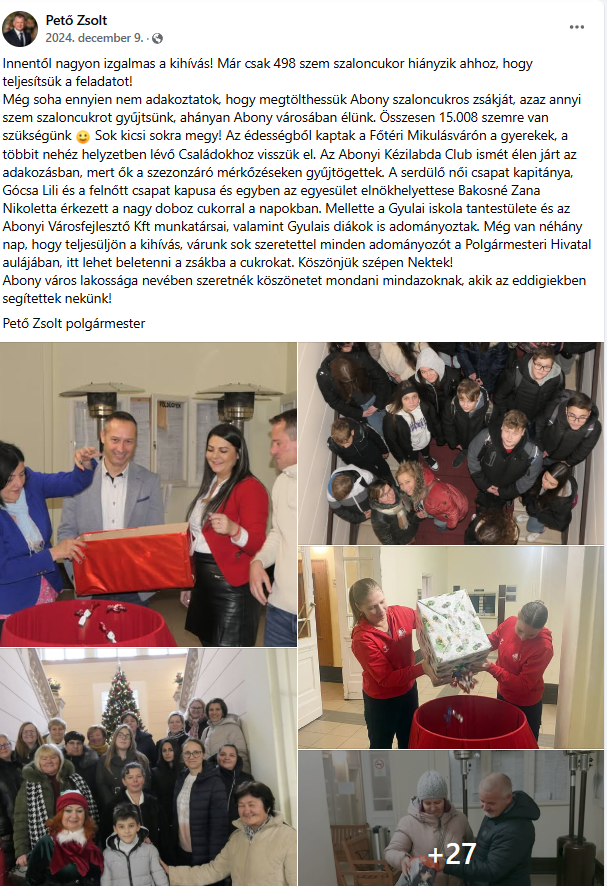 Pető Zsolt
2024. december 9. ·
Innentől nagyon izgalmas a kihívás! Már csak 498 szem szaloncukor hiányzik ahhoz, hogy
teljesítsük a feladatot!
Még soha ennyien nem adakoztatok, hogy megtölthessük Abony szaloncukros zsákját, azaz annyi
szem szaloncukrot gyűjtsünk, ahányan Abony városában élünk. Összesen 15.008 szemre van
szükségünk 🙂 Sok kicsi sokra megy! Az édességből kaptak a Főtéri Mikulásvárón a gyerekek, a
többit nehéz helyzetben lévő Családokhoz visszük el. Az Abonyi Kézilabda Club ismét élen járt az
adakozásban, mert ők a szezonzáró mérkőzéseken gyűjtögettek. A serdülő női csapat kapitánya,
Gócsa Lili és a felnőtt csapat kapusa és egyben az egyesület elnökhelyettese Bakosné Zana
Nikoletta érkezett a nagy doboz cukorral a napokban. Mellette a Gyulai iskola tantestülete és az
Abonyi Városfejlesztő Kft munkatársai, valamint Gyulais diákok is adományoztak. Még van néhány
nap, hogy teljesüljön a kihívás, várunk sok szeretettel minden adományozót a Polgármesteri Hivatal
aulájában, itt lehet beletenni a zsákba a cukrokat. Köszönjük szépen Nektek!
Abony város lakossága nevében szeretnék köszönetet mondani mindazoknak, akik az eddigiekben
segítettek nekünk!
Pető Zsolt polgármester
+27